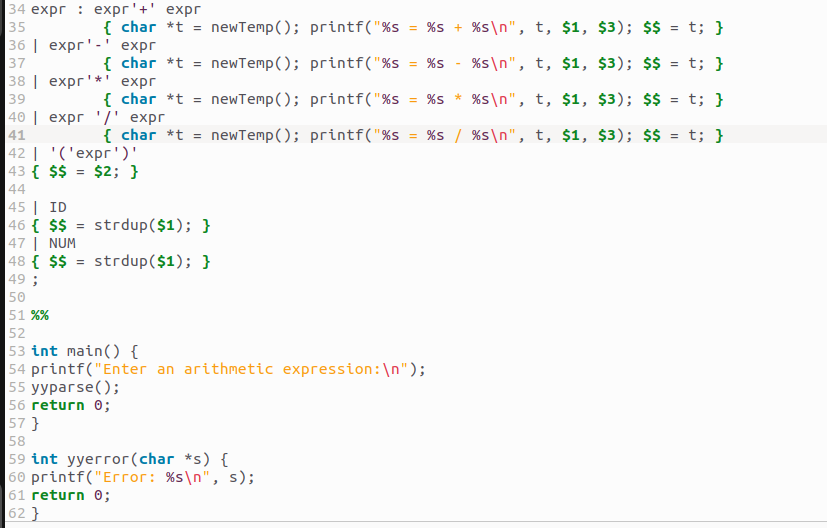 34 expr : expr'+' expr
35 { char *t = newTemp(); printf("%s = %s + %s\n", t, $1, $3); $$ = t; }
36 | expr'-' expr
37 { char *t = newTemp(); printf("%s = %s - %s\n", t, $1, $3); $$ = t; }
38 | expr'*' expr
39 { char *t = newTemp(); printf("%s = %s * %s\n", t, $1, $3); $$ = t; }
40 | expr '/' expr
41 { char *t = newTemp(); printf("%s = %s / %s\n", t, $1, $3); $$ = t; }
42 | '('expr')'
43 { $$ = $2; }
44
45 | ID
46 { $$ = strdup($1); }
47 | NUM
48 { $$ = strdup($1); }
49 ;
50
51 %%
52
53 int main() {
54 printf("Enter an arithmetic expression:\n");
55 yyparse();
56 return 0;
57 }
58
59 int yyerror(char *s) {
60 printf("Error: %s\n", s);
61 return 0;
62 }